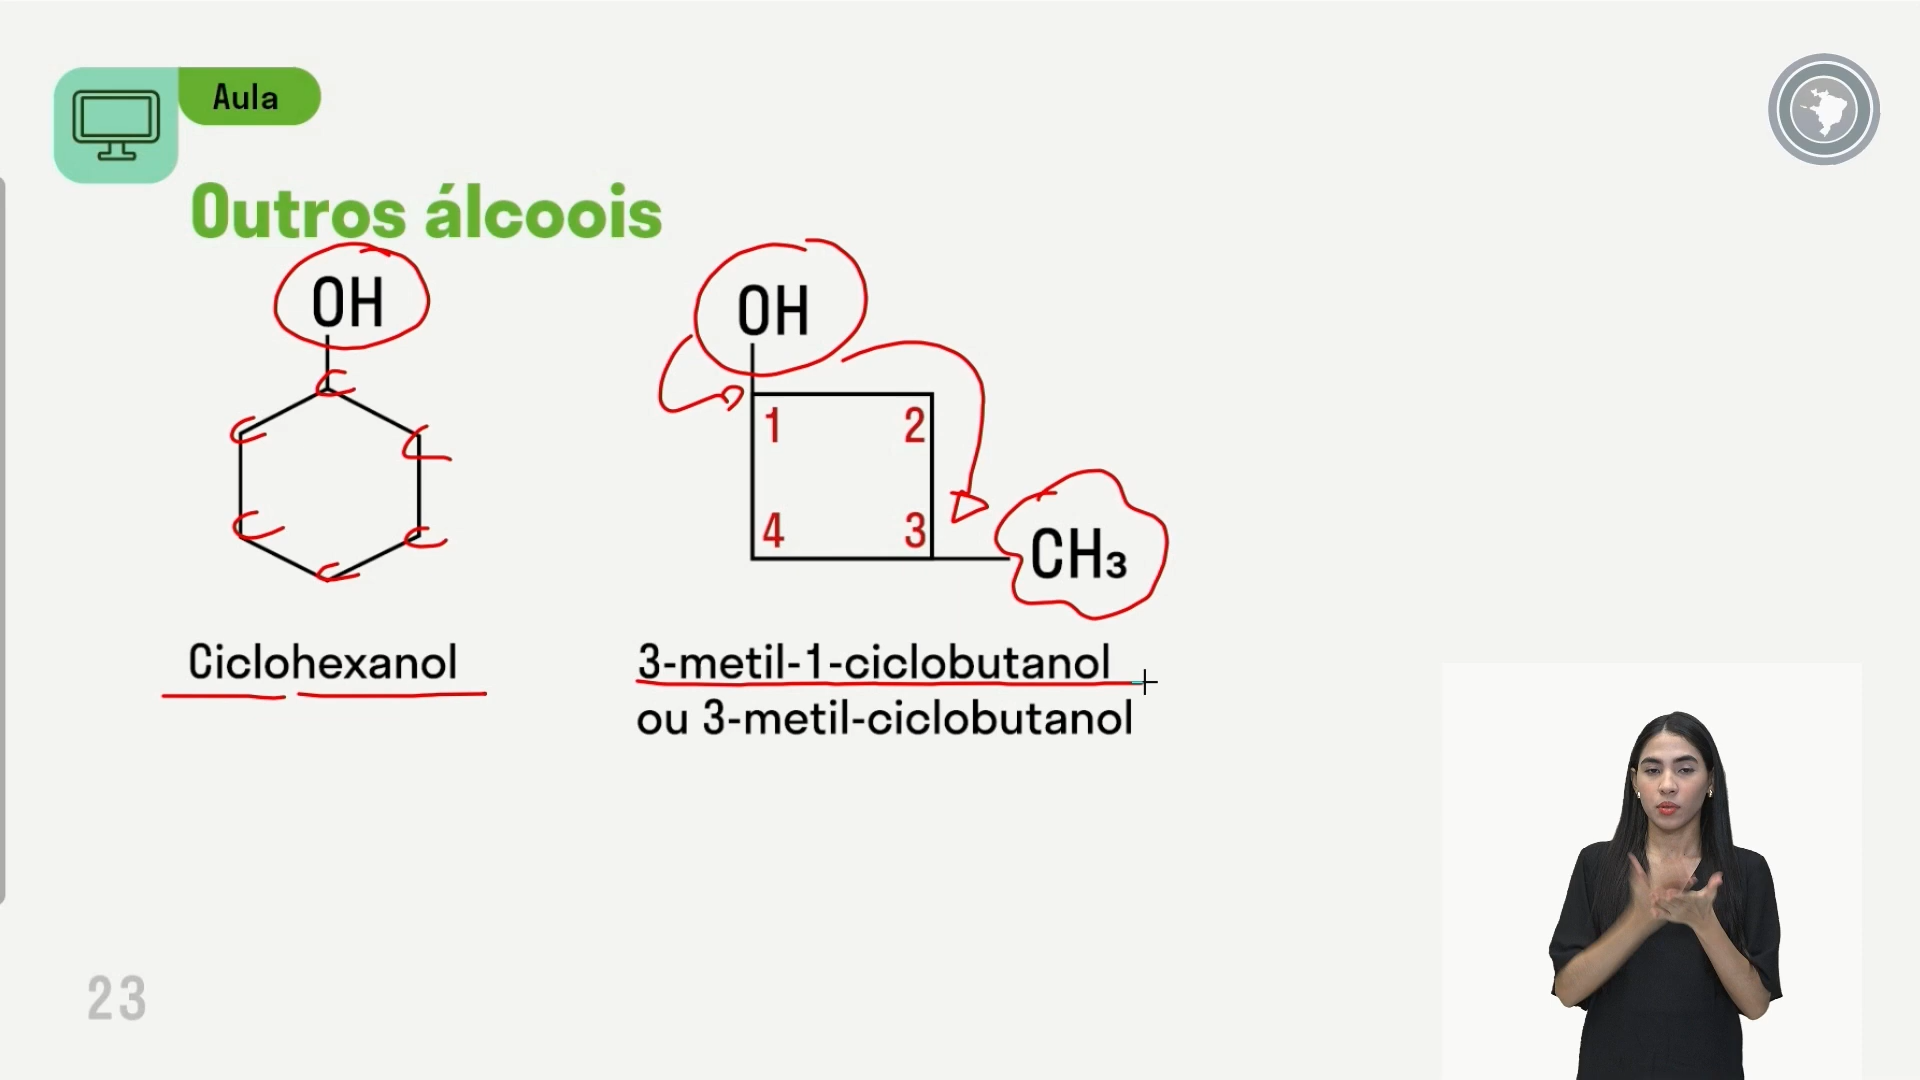 Aula
Outros álcoois
OH
C
C
C
C
C
C
Ciclohexanol
OH
1 2
4 3
CH₃
3-metil-1-ciclobutanol
ou 3-metil-ciclobutanol
23